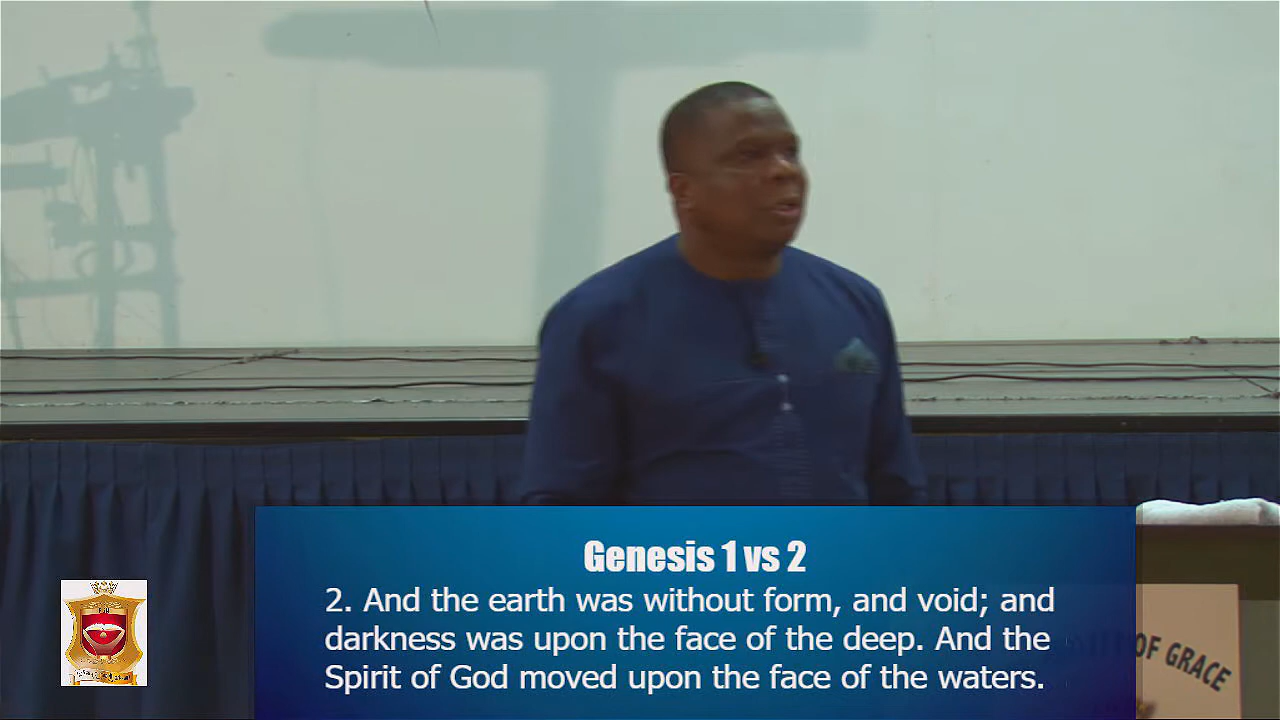 Genesis 1 vs 2
2. And the earth was without form, and void; and
darkness was upon the face of the deep. And the
Spirit of God moved upon the face of the waters.
OF GRACE